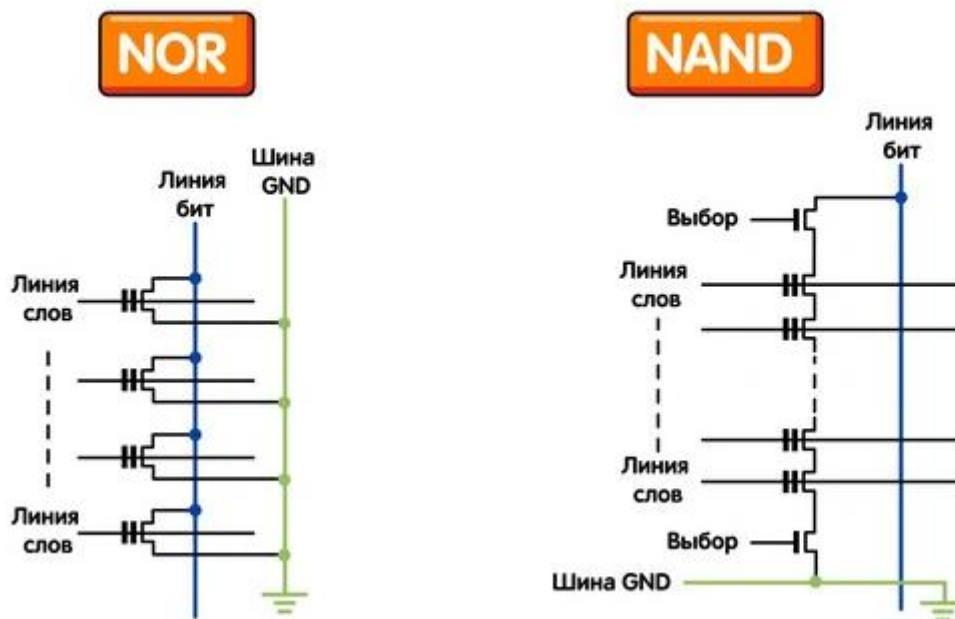 NOR
Шина
GND
Линия
бит
Линия
слов
Линия
слов
NAND
Линия
бит
Выбор
Линия
слов
Линия
слов
Выбор
Шина GND